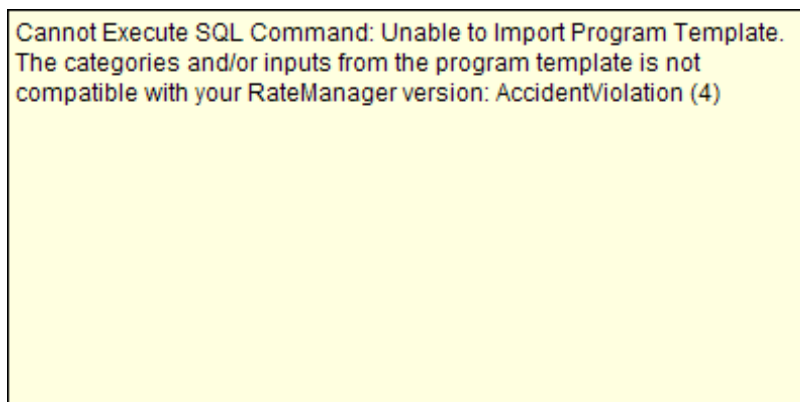 Cannot Execute SQL Command: Unable to Import Program Template.
The categories and/or inputs from the program template is not
compatible with your RateManager version: AccidentViolation (4)